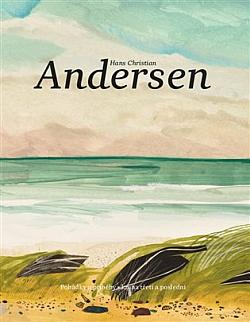 Hans Christian
Andersen
Pohádky a příběhy – kniha třetí a poslední